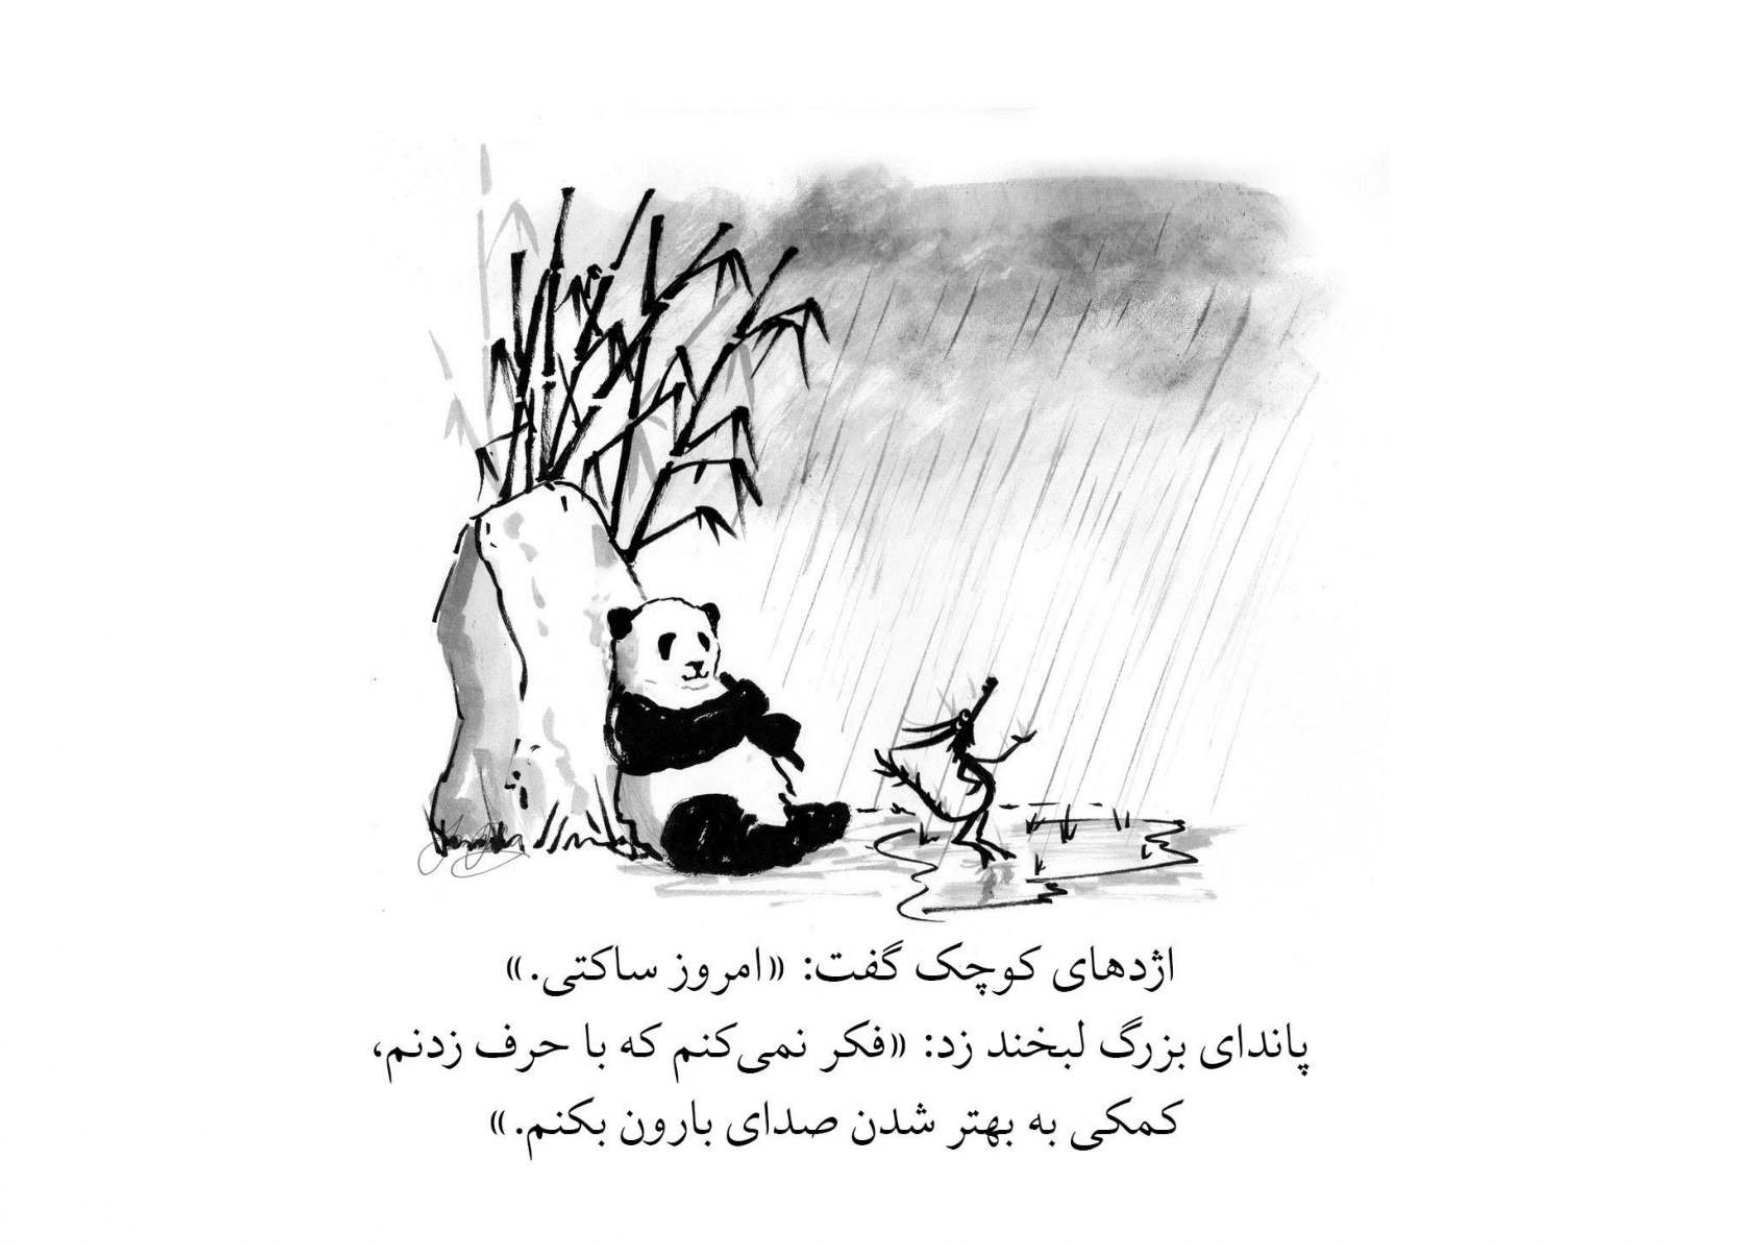 اژدهای کوچک گفت: «امروز ساکتی.»
پاندای بزرگ لبخند زد: «فکر نمی‌کنم که با حرف زدنم،
کمکی به بهتر شدن صدای بارون بکنم.»